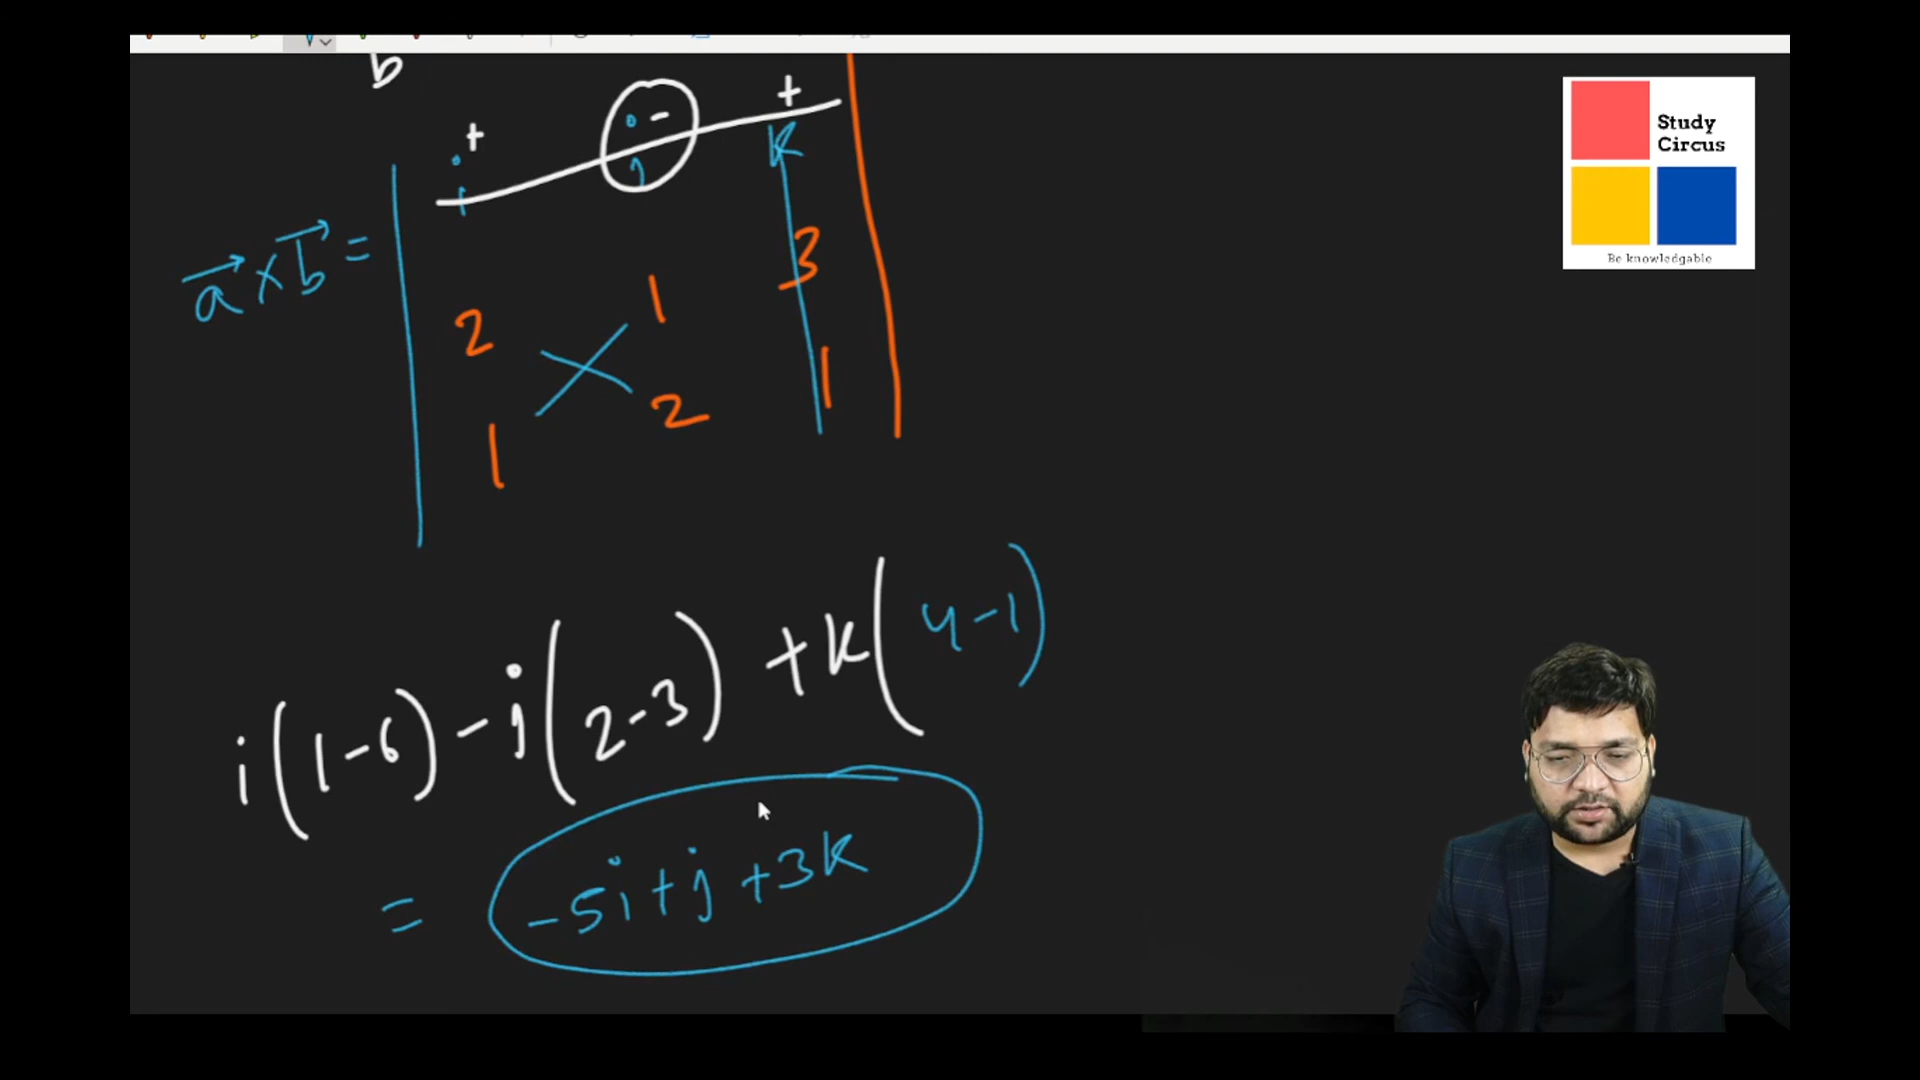 b
+ - +
i j k
a × b =
2 1 3
1 2 1
i(1-6) - j(2-3) + k(4-1)
= -5i + j + 3k
Study
Circus
Be knowledgable